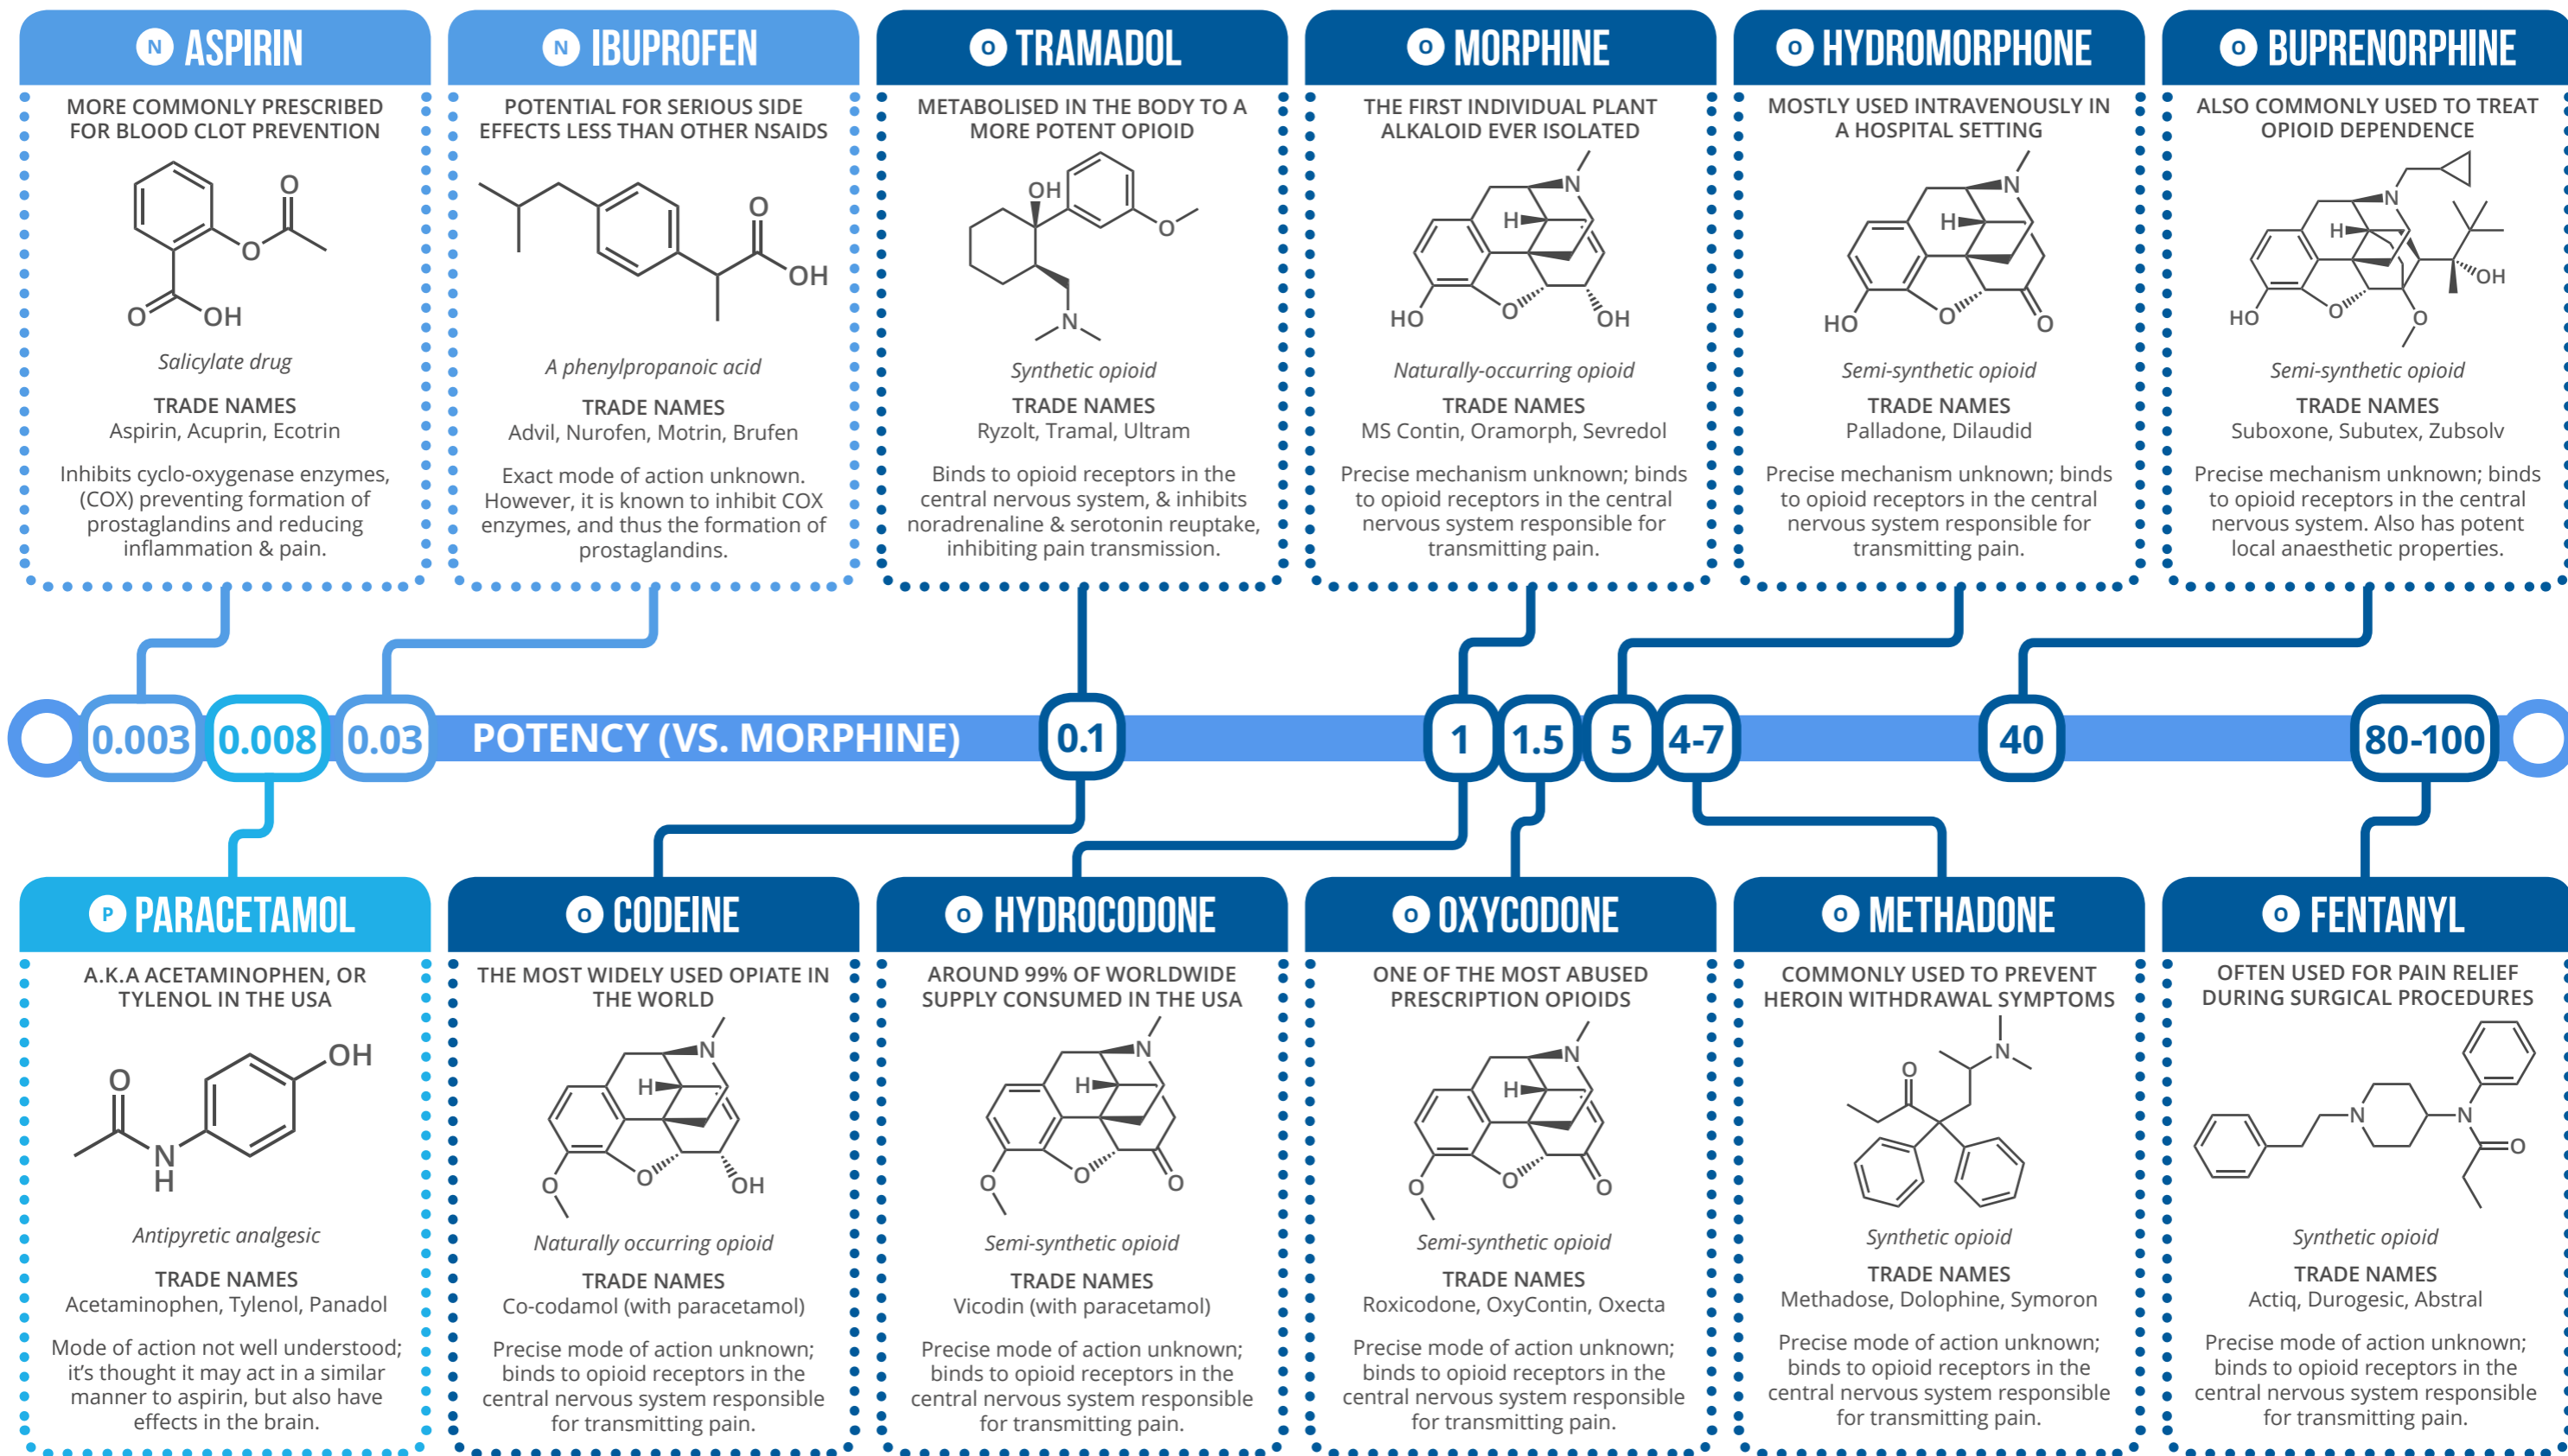 N ASPIRIN
MORE COMMONLY PRESCRIBED
FOR BLOOD CLOT PREVENTION
O
O
O
OH
Salicylate drug
TRADE NAMES
Aspirin, Acuprin, Ecotrin
Inhibits cyclo-oxygenase enzymes,
(COX) preventing formation of
prostaglandins and reducing
inflammation & pain.
N IBUPROFEN
POTENTIAL FOR SERIOUS SIDE
EFFECTS LESS THAN OTHER NSAIDS
O
OH
A phenylpropanoic acid
TRADE NAMES
Advil, Nurofen, Motrin, Brufen
Exact mode of action unknown.
However, it is known to inhibit COX
enzymes, and thus the formation of
prostaglandins.
O TRAMADOL
METABOLISED IN THE BODY TO A
MORE POTENT OPIOID
OH
O
N
Synthetic opioid
TRADE NAMES
Ryzolt, Tramal, Ultram
Binds to opioid receptors in the
central nervous system, & inhibits
noradrenaline & serotonin reuptake,
inhibiting pain transmission.
O MORPHINE
THE FIRST INDIVIDUAL PLANT
ALKALOID EVER ISOLATED
N
H
HO
O
OH
Naturally-occurring opioid
TRADE NAMES
MS Contin, Oramorph, Sevredol
Precise mechanism unknown; binds
to opioid receptors in the central
nervous system responsible for
transmitting pain.
O HYDROMORPHONE
MOSTLY USED INTRAVENOUSLY IN
A HOSPITAL SETTING
N
H
HO
O
O
Semi-synthetic opioid
TRADE NAMES
Palladone, Dilaudid
Precise mechanism unknown; binds
to opioid receptors in the central
nervous system responsible for
transmitting pain.
O BUPRENORPHINE
ALSO COMMONLY USED TO TREAT
OPIOID DEPENDENCE
N
H
OH
HO
O
O
Semi-synthetic opioid
TRADE NAMES
Suboxone, Subutex, Zubsolv
Precise mechanism unknown; binds
to opioid receptors in the central
nervous system. Also has potent
local anaesthetic properties.
0.003 0.008 0.03 POTENCY (VS. MORPHINE) 0.1 1 1.5 5 4-7 40 80-100
P PARACETAMOL
A.K.A ACETAMINOPHEN, OR
TYLENOL IN THE USA
OH
O
N
H
Antipyretic analgesic
TRADE NAMES
Acetaminophen, Tylenol, Panadol
Mode of action not well understood;
it’s thought it may act in a similar
manner to aspirin, but also have
effects in the brain.
O CODEINE
THE MOST WIDELY USED OPIATE IN
THE WORLD
N
H
O
O
OH
Naturally occurring opioid
TRADE NAMES
Co-codamol (with paracetamol)
Precise mode of action unknown;
binds to opioid receptors in the
central nervous system responsible
for transmitting pain.
O HYDROCODONE
AROUND 99% OF WORLDWIDE
SUPPLY CONSUMED IN THE USA
N
H
O
O
O
Semi-synthetic opioid
TRADE NAMES
Vicodin (with paracetamol)
Precise mode of action unknown;
binds to opioid receptors in the
central nervous system responsible
for transmitting pain.
O OXYCODONE
ONE OF THE MOST ABUSED
PRESCRIPTION OPIOIDS
N
H
O
O
O
Semi-synthetic opioid
TRADE NAMES
Roxicodone, OxyContin, Oxecta
Precise mode of action unknown;
binds to opioid receptors in the
central nervous system responsible
for transmitting pain.
O METHADONE
COMMONLY USED TO PREVENT
HEROIN WITHDRAWAL SYMPTOMS
N
O
Synthetic opioid
TRADE NAMES
Methadose, Dolophine, Symoron
Precise mode of action unknown;
binds to opioid receptors in the
central nervous system responsible
for transmitting pain.
O FENTANYL
OFTEN USED FOR PAIN RELIEF
DURING SURGICAL PROCEDURES
N
N
O
Synthetic opioid
TRADE NAMES
Actiq, Durogesic, Abstral
Precise mode of action unknown;
binds to opioid receptors in the
central nervous system responsible
for transmitting pain.